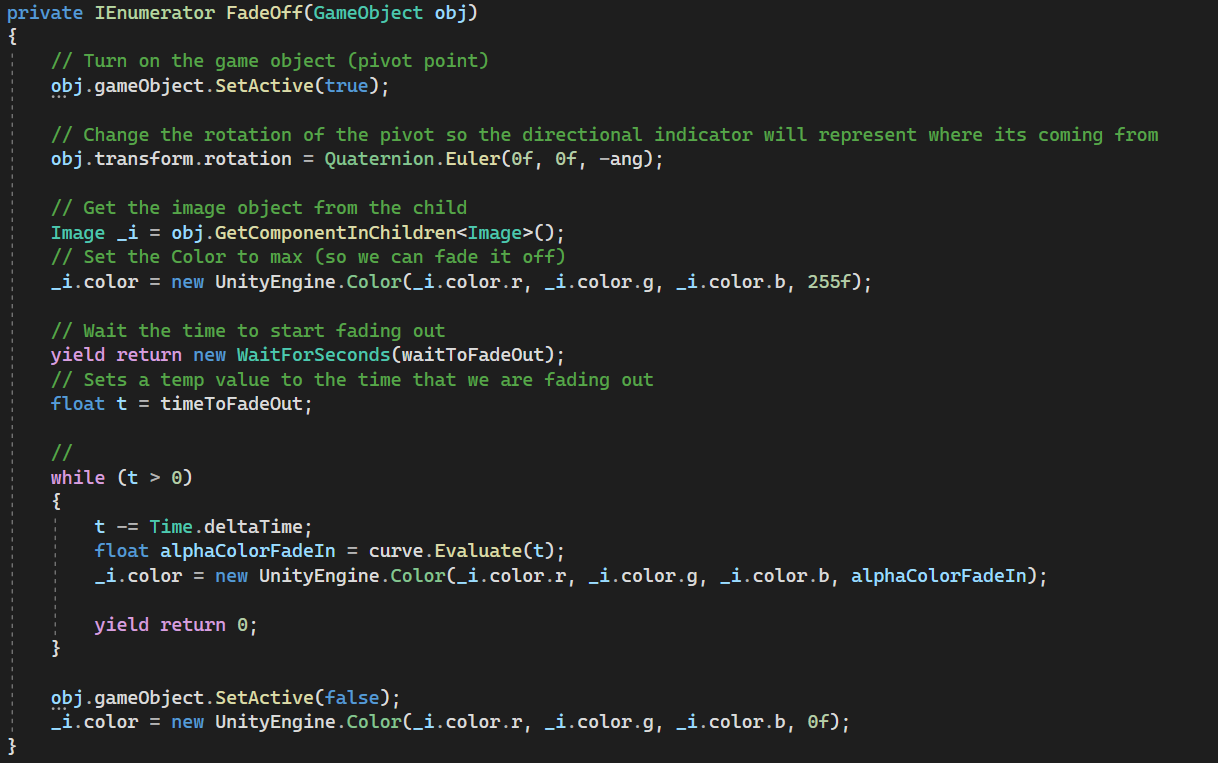 private IEnumerator FadeOff(GameObject obj)
{
    // Turn on the game object (pivot point)
    obj.gameObject.SetActive(true);

    // Change the rotation of the pivot so the directional indicator will represent where its coming from
    obj.transform.rotation = Quaternion.Euler(0f, 0f, -ang);

    // Get the image object from the child
    Image _i = obj.GetComponentInChildren<Image>();
    // Set the Color to max (so we can fade it off)
    _i.color = new UnityEngine.Color(_i.color.r, _i.color.g, _i.color.b, 255f);

    // Wait the time to start fading out
    yield return new WaitForSeconds(waitToFadeOut);
    // Sets a temp value to the time that we are fading out
    float t = timeToFadeOut;

    //
    while (t > 0)
    {
        t -= Time.deltaTime;
        float alphaColorFadeIn = curve.Evaluate(t);
        _i.color = new UnityEngine.Color(_i.color.r, _i.color.g, _i.color.b, alphaColorFadeIn);

        yield return 0;
    }

    obj.gameObject.SetActive(false);
    _i.color = new UnityEngine.Color(_i.color.r, _i.color.g, _i.color.b, 0f);
}